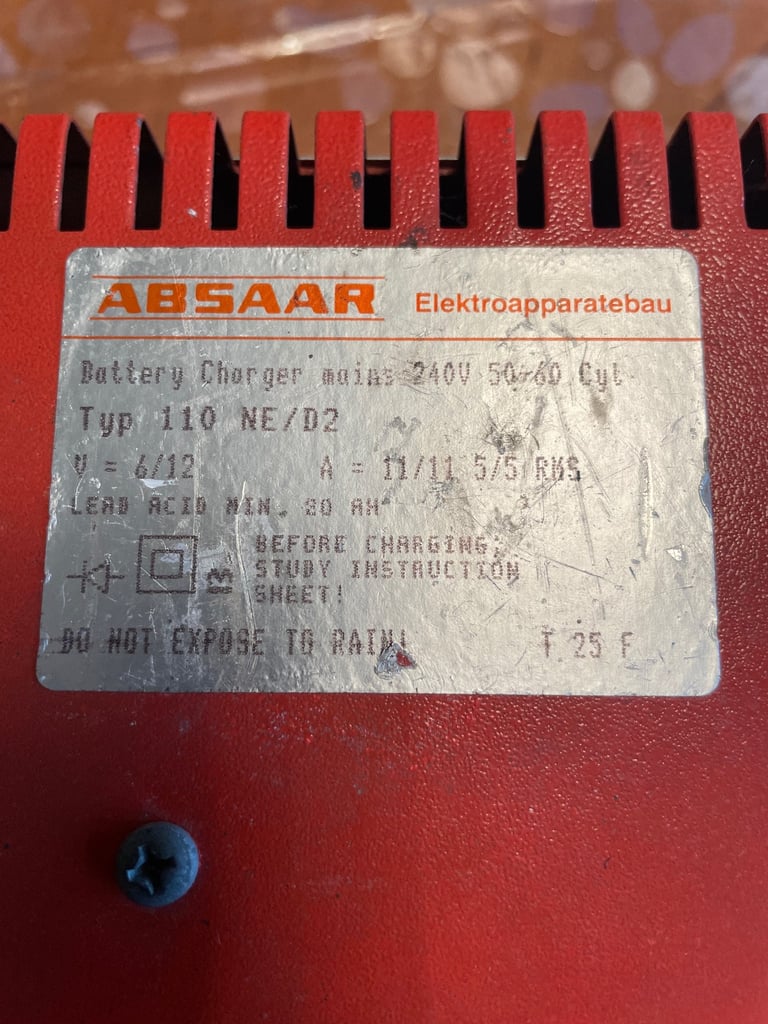 ABSAAR Elektroapparatebau
Battery Charger mains 240V 50-60 Cyl
Typ 110 NE/D2
V = 6/12 A = 11/11 5/5 RMS
LEAD ACID MIN. 20 AH
BEFORE CHARGING,
STUDY INSTRUCTION
SHEET!
DO NOT EXPOSE TO RAIN! T 25 F